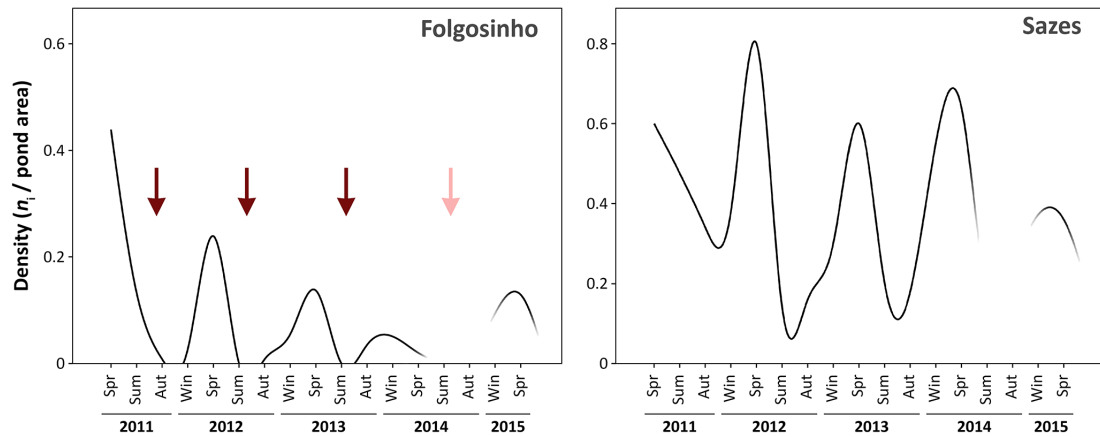 Folgosinho
Density (ni / pond area)
0.6
0.4
0.2
0
Spr Sum Aut Win Spr Sum Aut Win Spr Sum Aut Win Spr Sum Aut Win Spr
2011 2012 2013 2014 2015
Sazes
0.8
0.6
0.4
0.2
0
Spr Sum Aut Win Spr Sum Aut Win Spr Sum Aut Win Spr Sum Aut Win Spr
2011 2012 2013 2014 2015